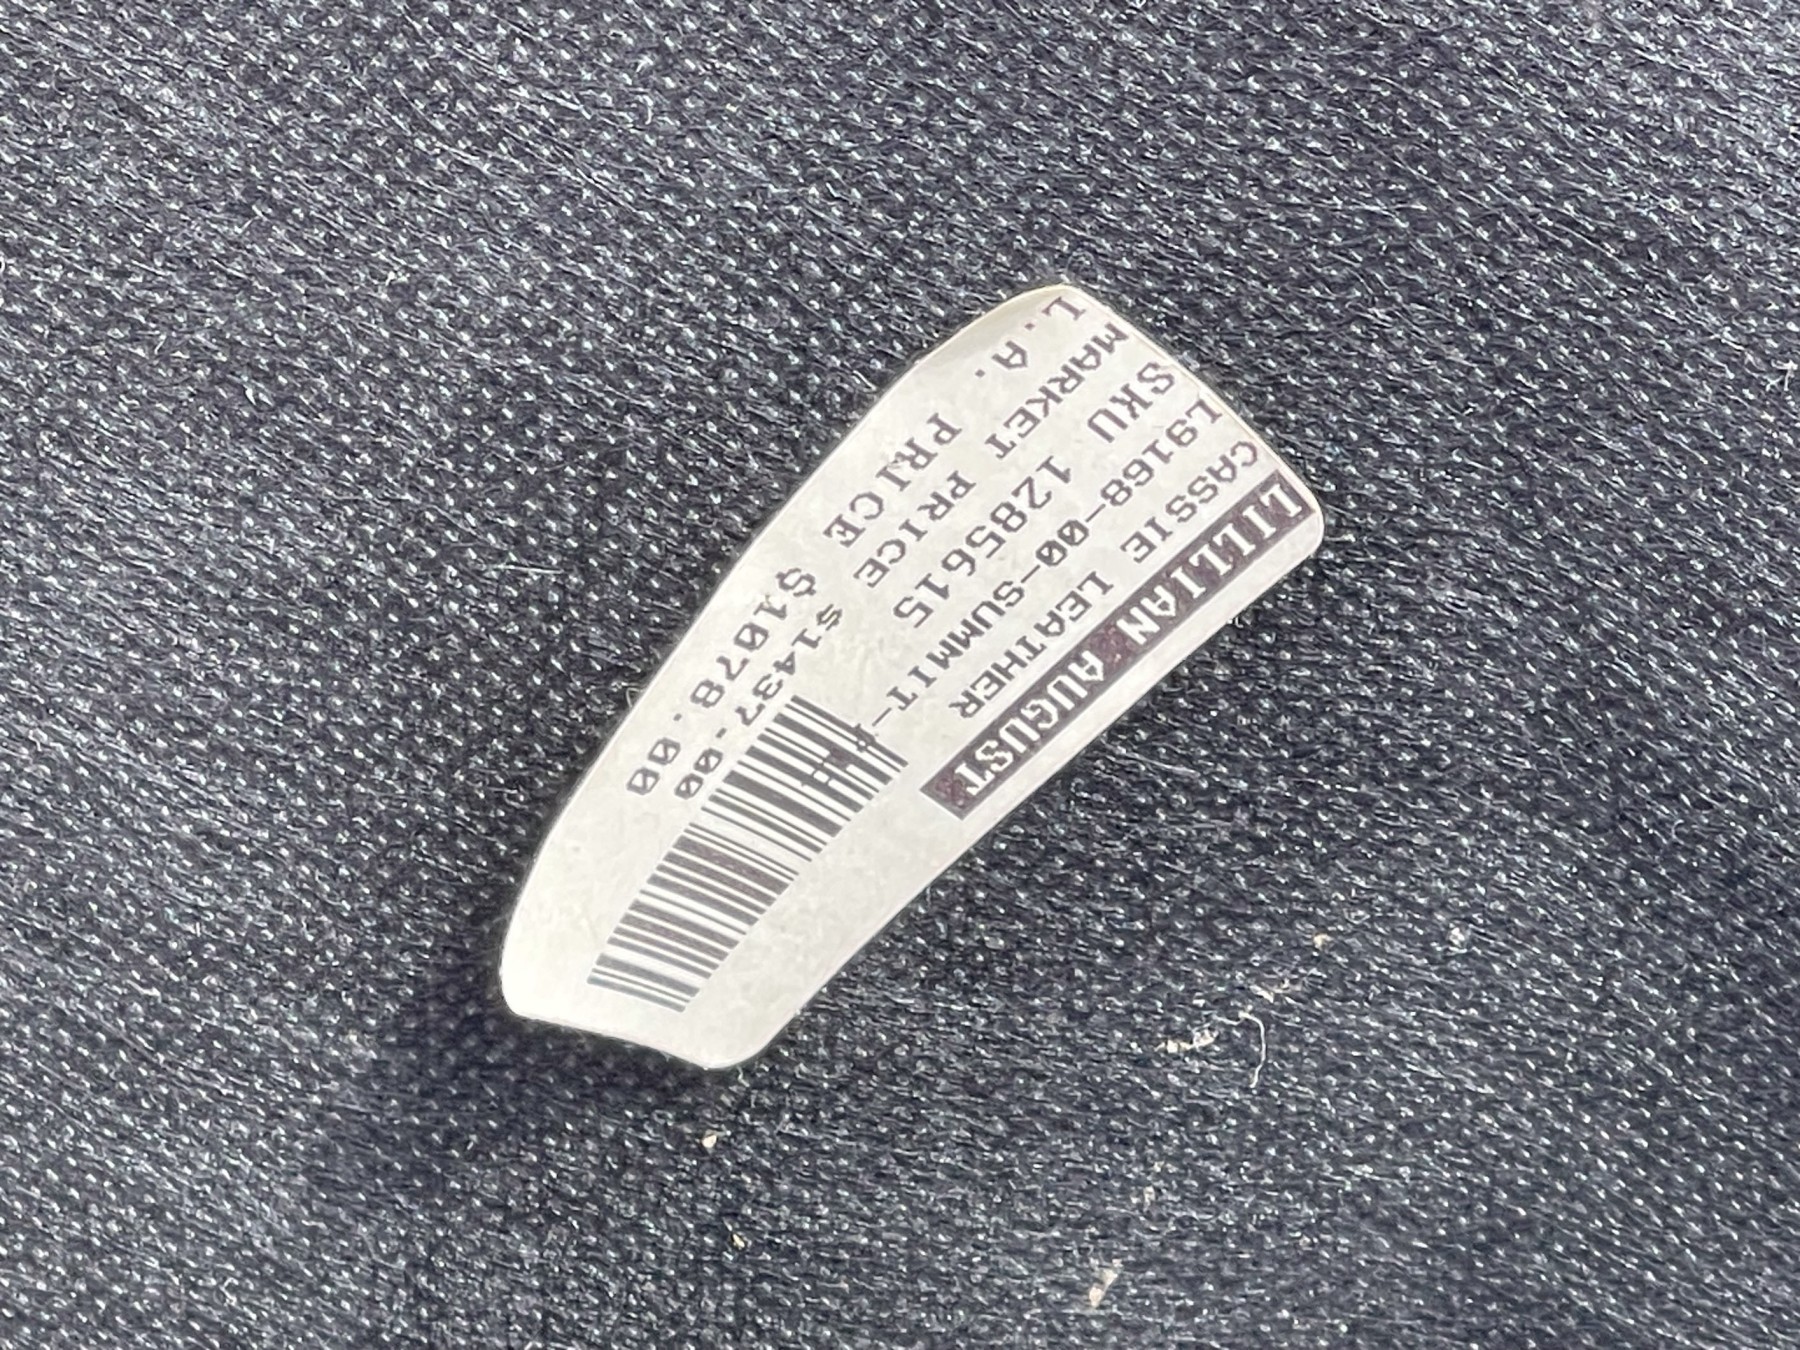 LILLIAN AUGUST
CASSIE LEATHER
L9168-00-SUMMIT-
SKU 1285615
MARKET PRICE $1437.00
L. A. PRICE $1078.00